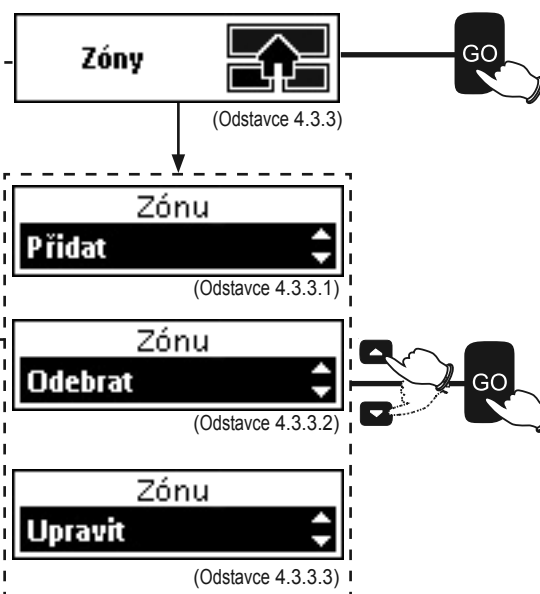 Zóny
GO
(Odstavce 4.3.3)
Zónu
Přidat
(Odstavce 4.3.3.1)
Zónu
Odebrat
GO
(Odstavce 4.3.3.2)
Zónu
Upravit
(Odstavce 4.3.3.3)